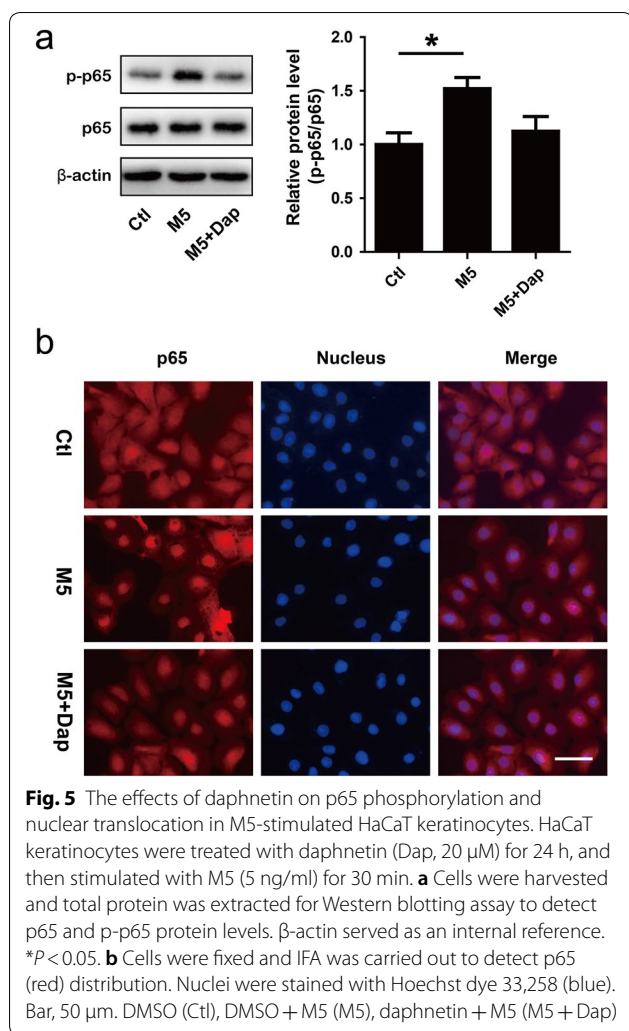 a
p-p65
p65
β-actin
Ctl
M5
M5+Dap
Relative protein level
(p-p65/p65)
2.0
1.5
1.0
0.5
0.0
*
Ctl
M5
M5+Dap
b
p65 Nucleus Merge
Ctl
M5
M5+Dap
Fig. 5 The effects of daphnetin on p65 phosphorylation and
nuclear translocation in M5-stimulated HaCaT keratinocytes. HaCaT
keratinocytes were treated with daphnetin (Dap, 20 μM) for 24 h, and
then stimulated with M5 (5 ng/ml) for 30 min. a Cells were harvested
and total protein was extracted for Western blotting assay to detect
p65 and p-p65 protein levels. β-actin served as an internal reference.
*P < 0.05. b Cells were fixed and IFA was carried out to detect p65
(red) distribution. Nuclei were stained with Hoechst dye 33,258 (blue).
Bar, 50 μm. DMSO (Ctl), DMSO + M5 (M5), daphnetin + M5 (M5 + Dap)